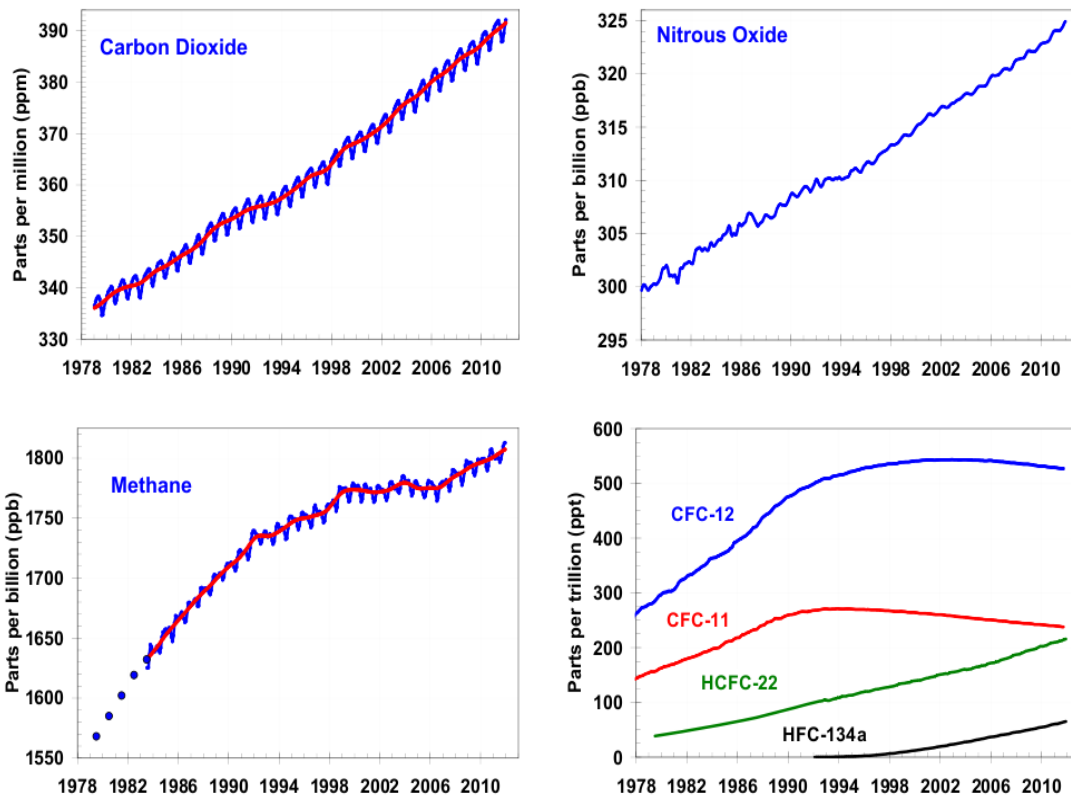 Carbon Dioxide
Parts per million (ppm)
390
380
370
360
350
340
330
1978 1982 1986 1990 1994 1998 2002 2006 2010
Nitrous Oxide
Parts per billion (ppb)
325
320
315
310
305
300
295
1978 1982 1986 1990 1994 1998 2002 2006 2010
Methane
Parts per billion (ppb)
1800
1750
1700
1650
1600
1550
1978 1982 1986 1990 1994 1998 2002 2006 2010
Parts per trillion (ppt)
600
500
400
300
200
100
0
CFC-12
CFC-11
HCFC-22
HFC-134a
1978 1982 1986 1990 1994 1998 2002 2006 2010